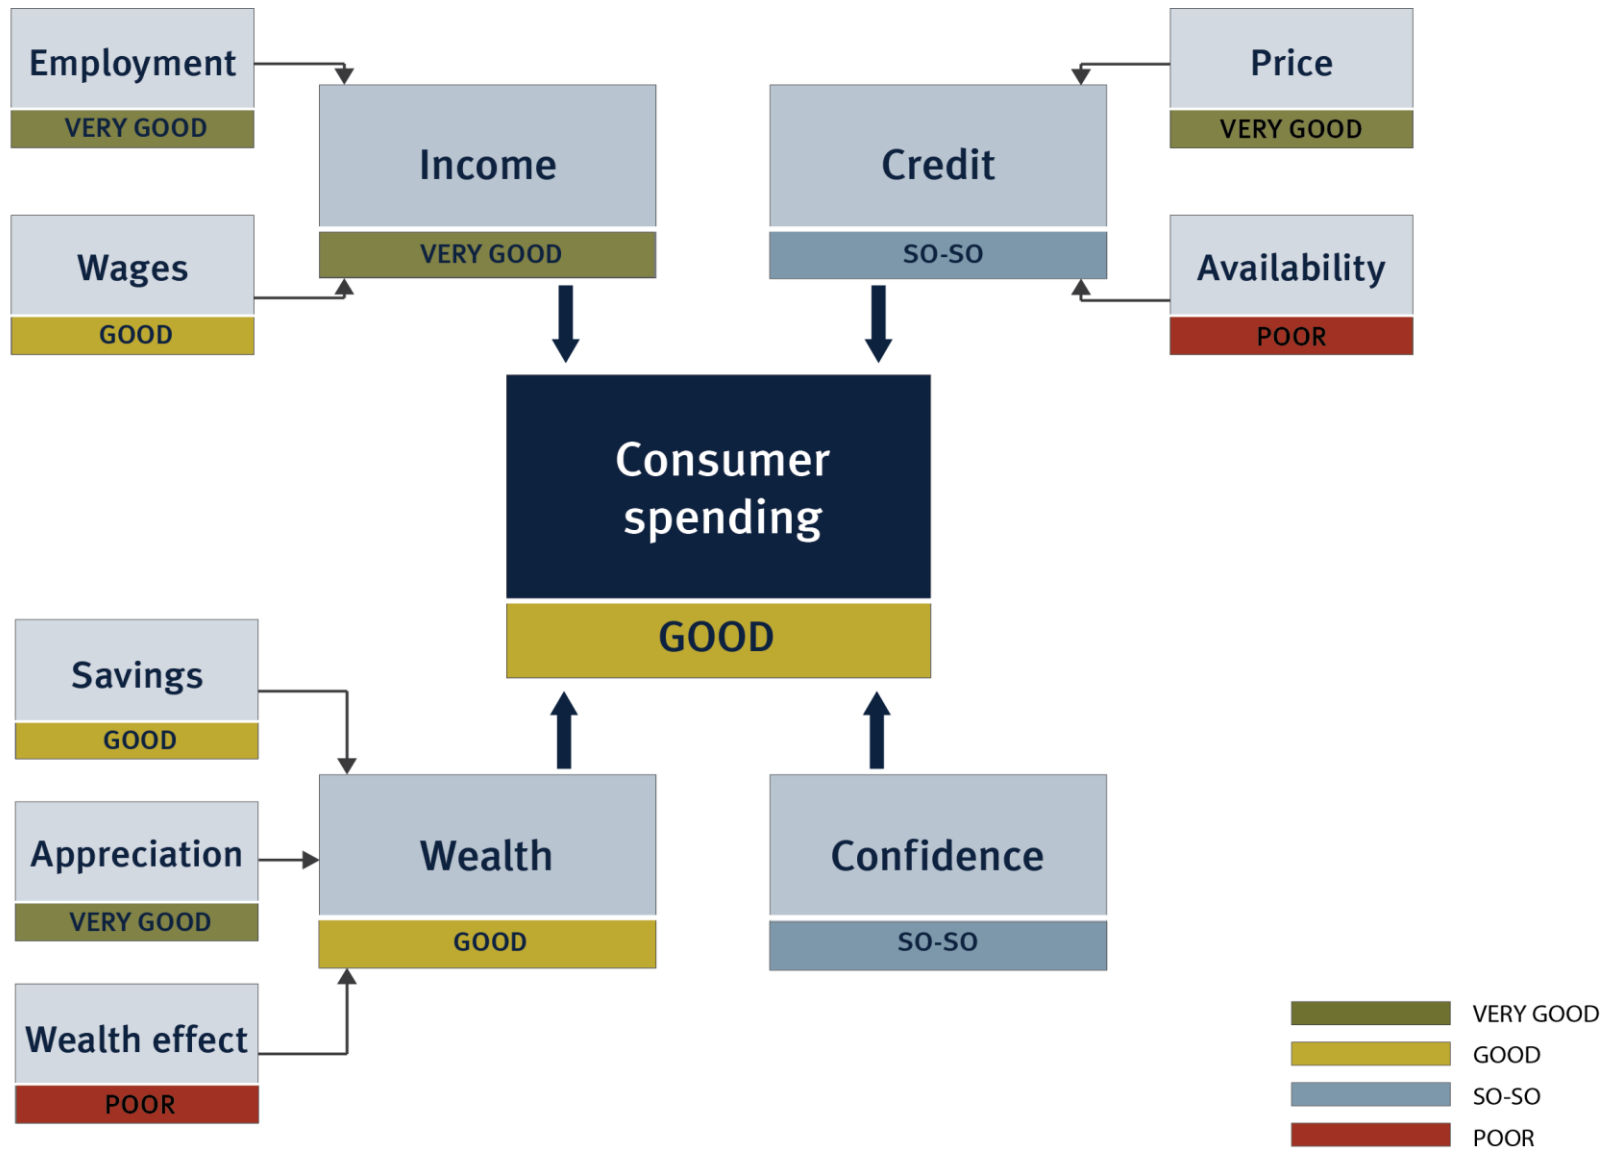 Employment
VERY GOOD
Wages
GOOD
Income
VERY GOOD
Credit
SO-SO
Price
VERY GOOD
Availability
POOR
Consumer
spending
GOOD
Savings
GOOD
Appreciation
VERY GOOD
Wealth effect
POOR
Wealth
GOOD
Confidence
SO-SO
VERY GOOD
GOOD
SO-SO
POOR